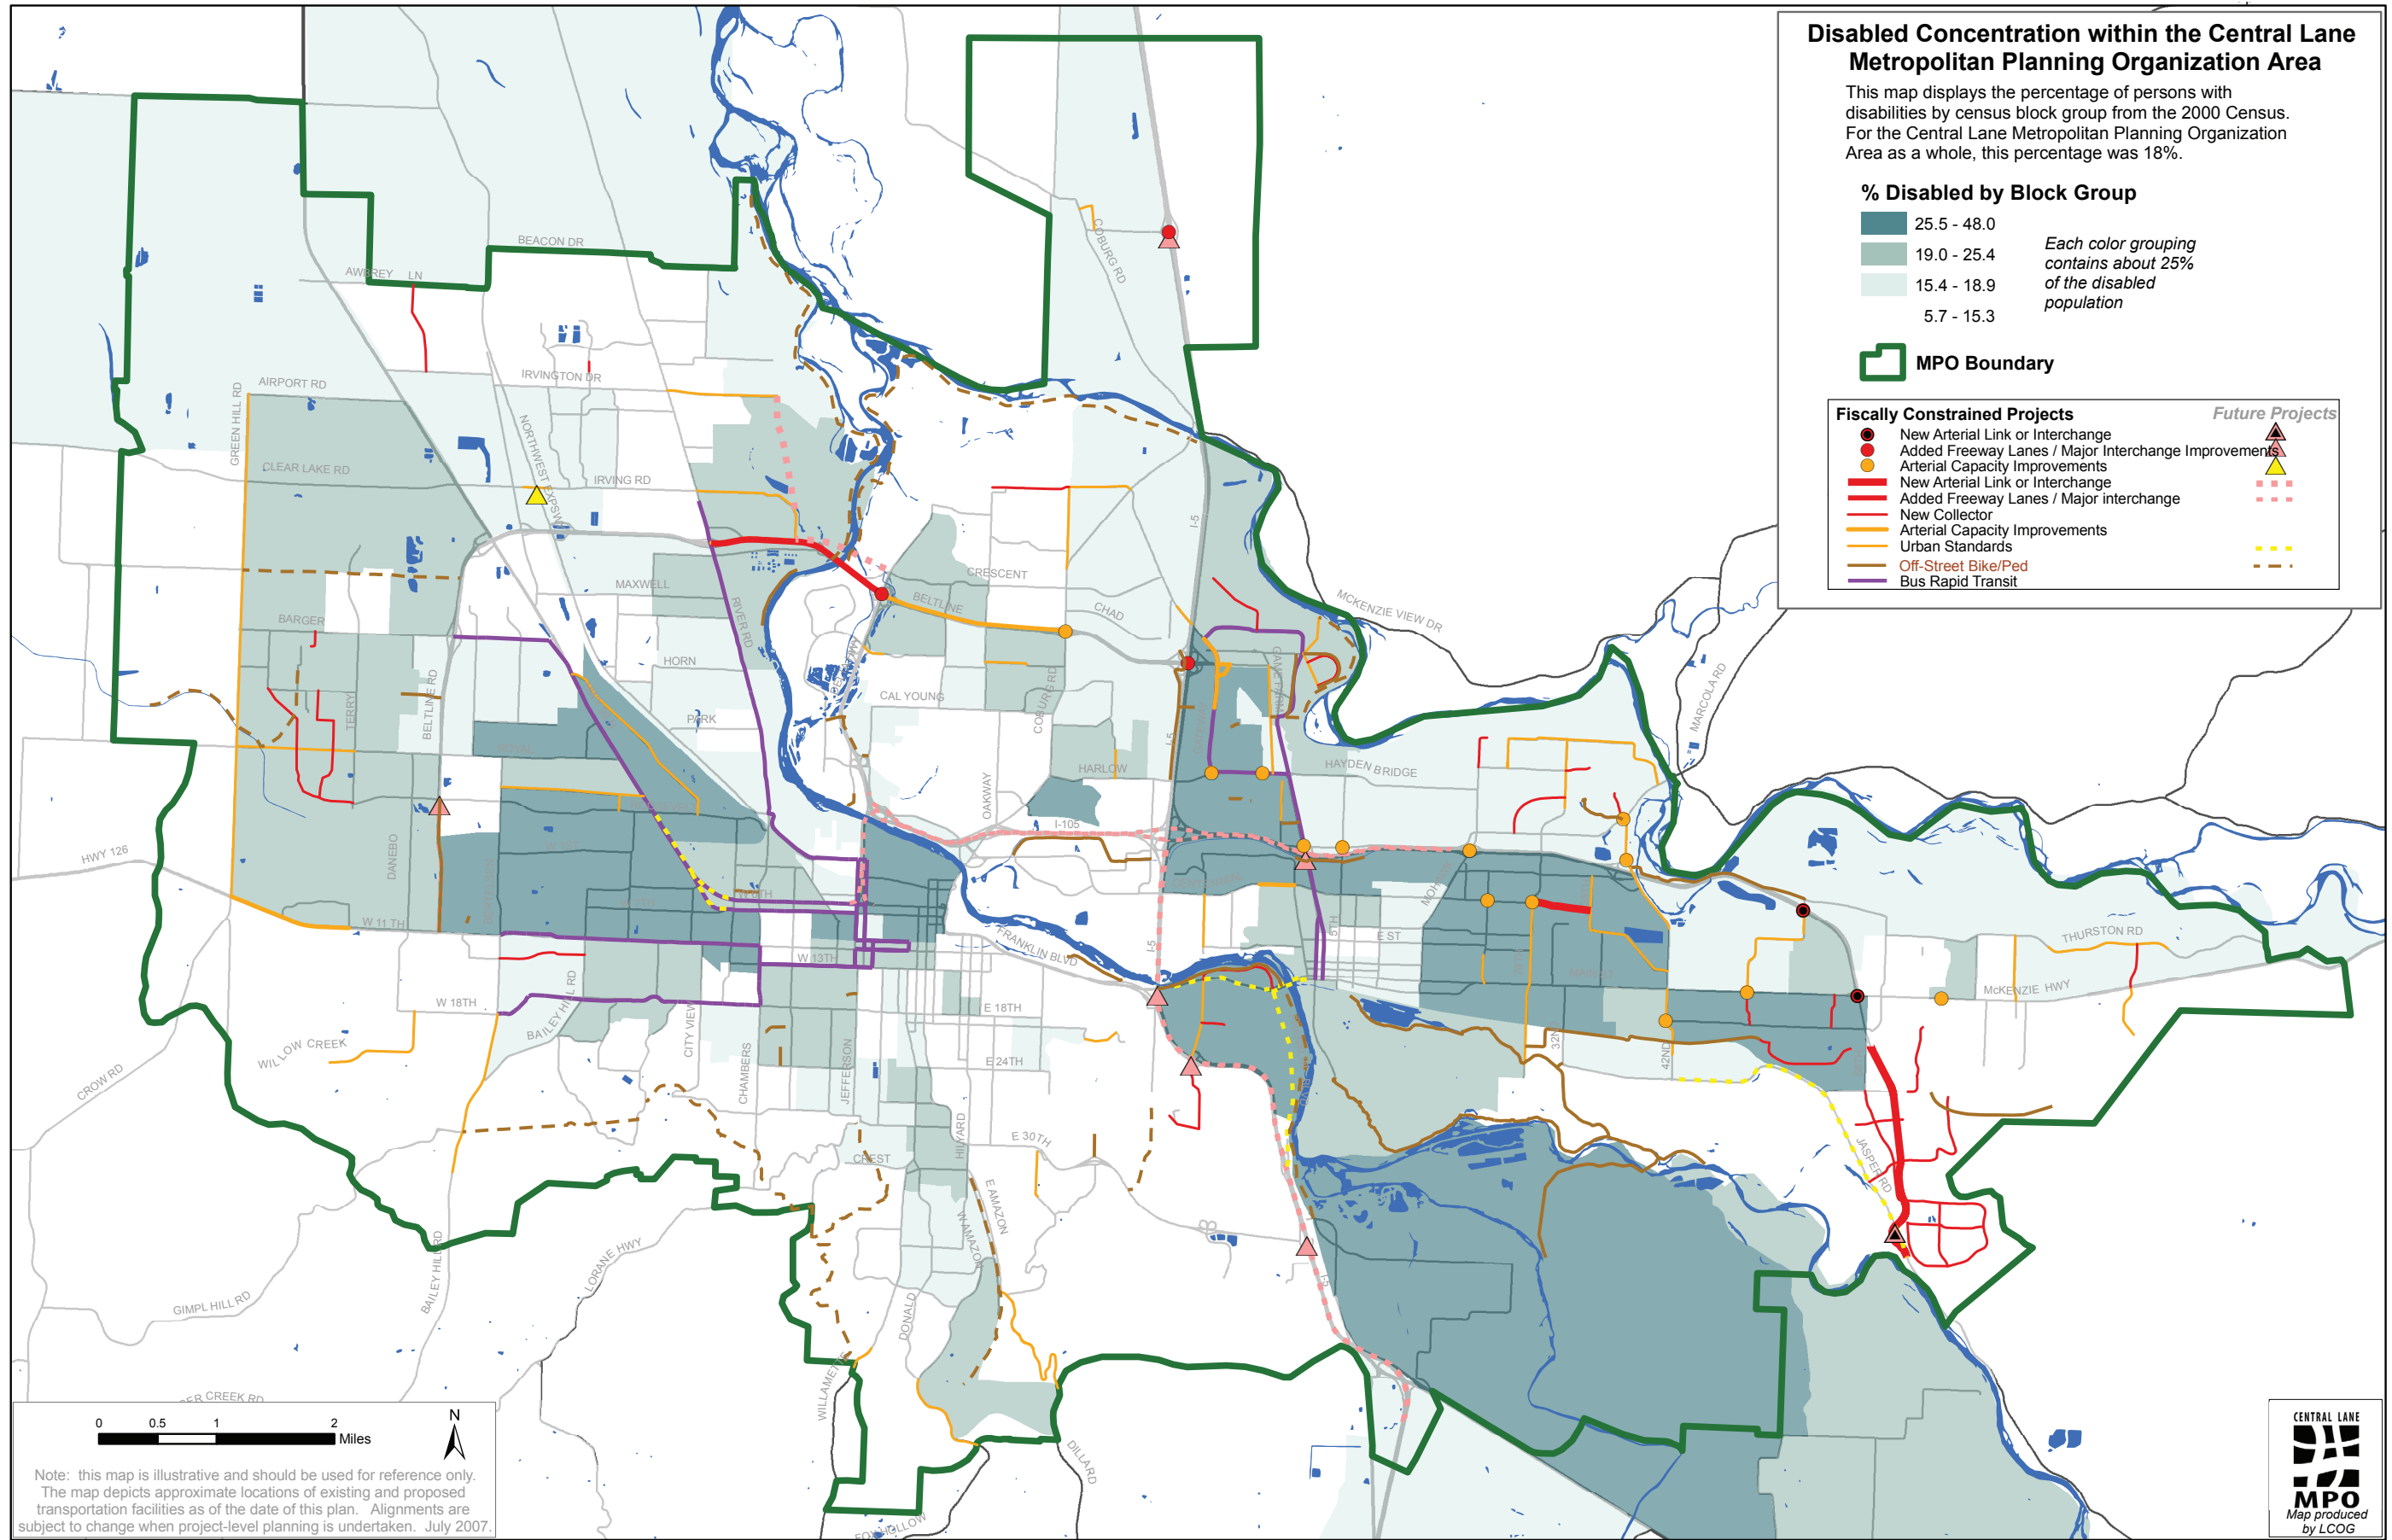 Disabled Concentration within the Central Lane
Metropolitan Planning Organization Area
This map displays the percentage of persons with
disabilities by census block group from the 2000 Census.
For the Central Lane Metropolitan Planning Organization
Area as a whole, this percentage was 18%.
% Disabled by Block Group
25.5 - 48.0
19.0 - 25.4
15.4 - 18.9
5.7 - 15.3
Each color grouping
contains about 25%
of the disabled
population
MPO Boundary
Fiscally Constrained Projects
Future Projects
New Arterial Link or Interchange
Added Freeway Lanes / Major Interchange Improvements
Arterial Capacity Improvements
New Arterial Link or Interchange
Added Freeway Lanes / Major interchange
New Collector
Arterial Capacity Improvements
Urban Standards
Off-Street Bike/Ped
Bus Rapid Transit
BEACON DR
AWBREY LN
COBURG RD
AIRPORT RD
IRVINGTON DR
GREEN HILL RD
NORTHWEST EXPSWY
CLEAR LAKE RD
IRVING RD
I-5
CRESCENT
MAXWELL
BELTLINE
CHAD
RIVER RD
MCKENZIE VIEW DR
BARGER
HORN
CAL YOUNG
COBURG RD
MARCOLA RD
TERRY
BELTLINE RD
PARK
ROYAL
I-5
HARLOW
HAYDEN BRIDGE
OAKWAY
I-105
HWY 126
DANEBO
MOHAWK
W 11 TH
5TH
E ST
FRANKLIN BLVD
I-5
W 13TH
THURSTON RD
MAIN ST
McKENZIE HWY
W 18TH
BAILEY HILL RD
E 18TH
CITY VIEW
WILLOW CREEK
CHAMBERS
JEFFERSON
E 24TH
42ND
CROW RD
HILYARD
E 30TH
CREST
JASPER RD
E AMAZON
W AMAZON
BAILEY HILL RD
LORANE HWY
GIMPL HILL RD
DONALD
I-5
WILLAMETTE
DILLARD
FOX HOLLOW
0 0.5 1 2
Miles
N
Note: this map is illustrative and should be used for reference only.
The map depicts approximate locations of existing and proposed
transportation facilities as of the date of this plan. Alignments are
subject to change when project-level planning is undertaken. July 2007.
CENTRAL LANE
MPO
Map produced
by LCOG